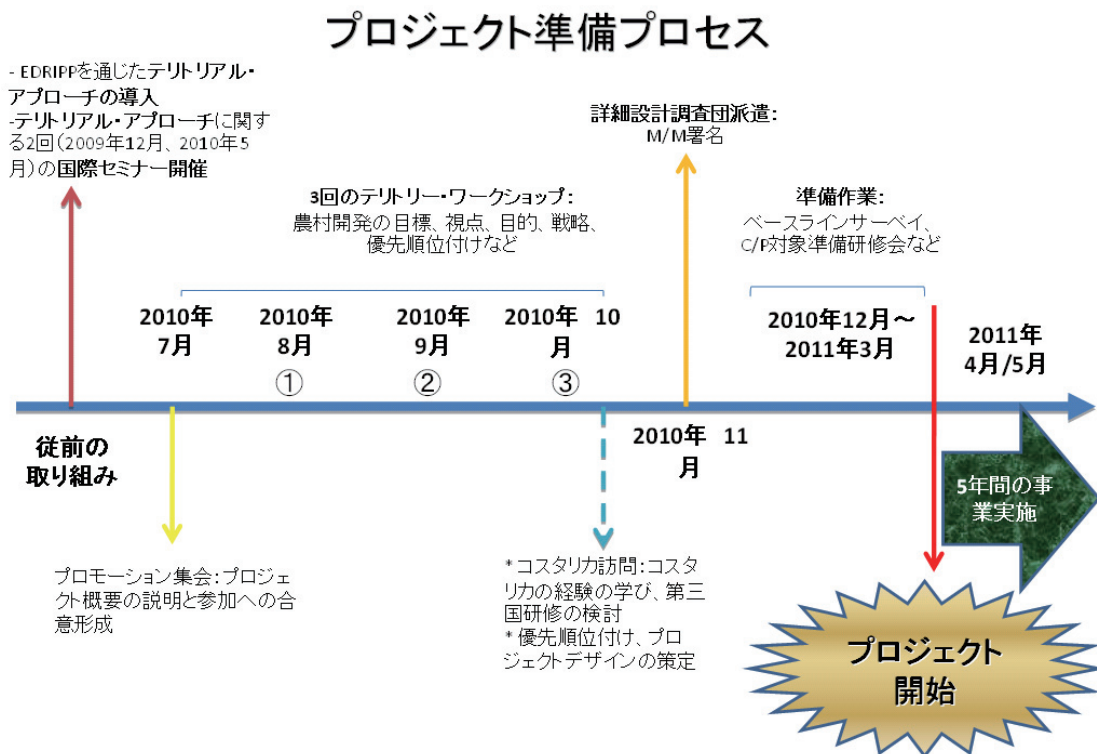 プロジェクト準備プロセス
- EDRIPPを通じたテリトリアル・
アプローチの導入
-テリトリアル・アプローチに関す
る2回(2009年12月、2010年5
月)の国際セミナー開催
詳細設計調査団派遣:
M/M署名
3回のテリトリー・ワークショップ:
農村開発の目標、視点、目的、戦略、
優先順位付けなど
準備作業:
ベースラインサーベイ、
C/P対象準備研修会など
2010年
7月
2010年
8月
①
2010年
9月
②
2010年 10
月
③
2010年12月~
2011年3月
2011年
4月/5月
従前の
取り組み
2010年 11
月
5年間の事
業実施
プロモーション集会:プロジェ
クト概要の説明と参加への合
意形成
* コスタリカ訪問:コスタ
リカの経験の学び、第三
国研修の検討
* 優先順位付け、プロ
ジェクトデザインの策定
プロジェクト
開始